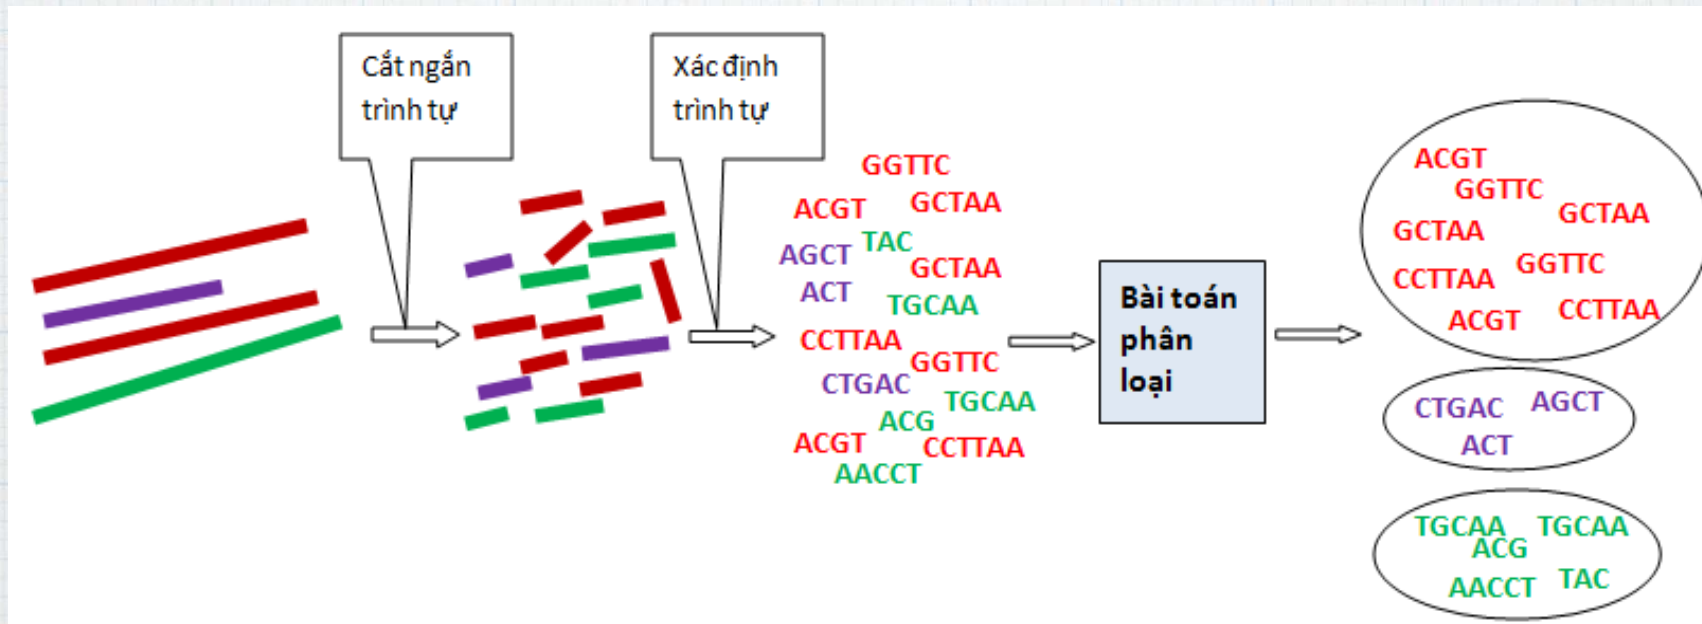 Cắt ngắn
trình tự
Xác định
trình tự
GGTTC
ACGT GCTAA
AGCT TAC
GCTAA
ACT
TGCAA
CCTTAA
GGTTC
CTGAC
TGCAA
ACG
ACGT CCTTAA
AACCT
Bài toán
phân
loại
ACGT
GGTTC
GCTAA
GCTAA
GGTTC
CCTTAA
CCTTAA
ACGT
CTGAC AGCT
ACT
TGCAA TGCAA
ACG
AACCT TAC